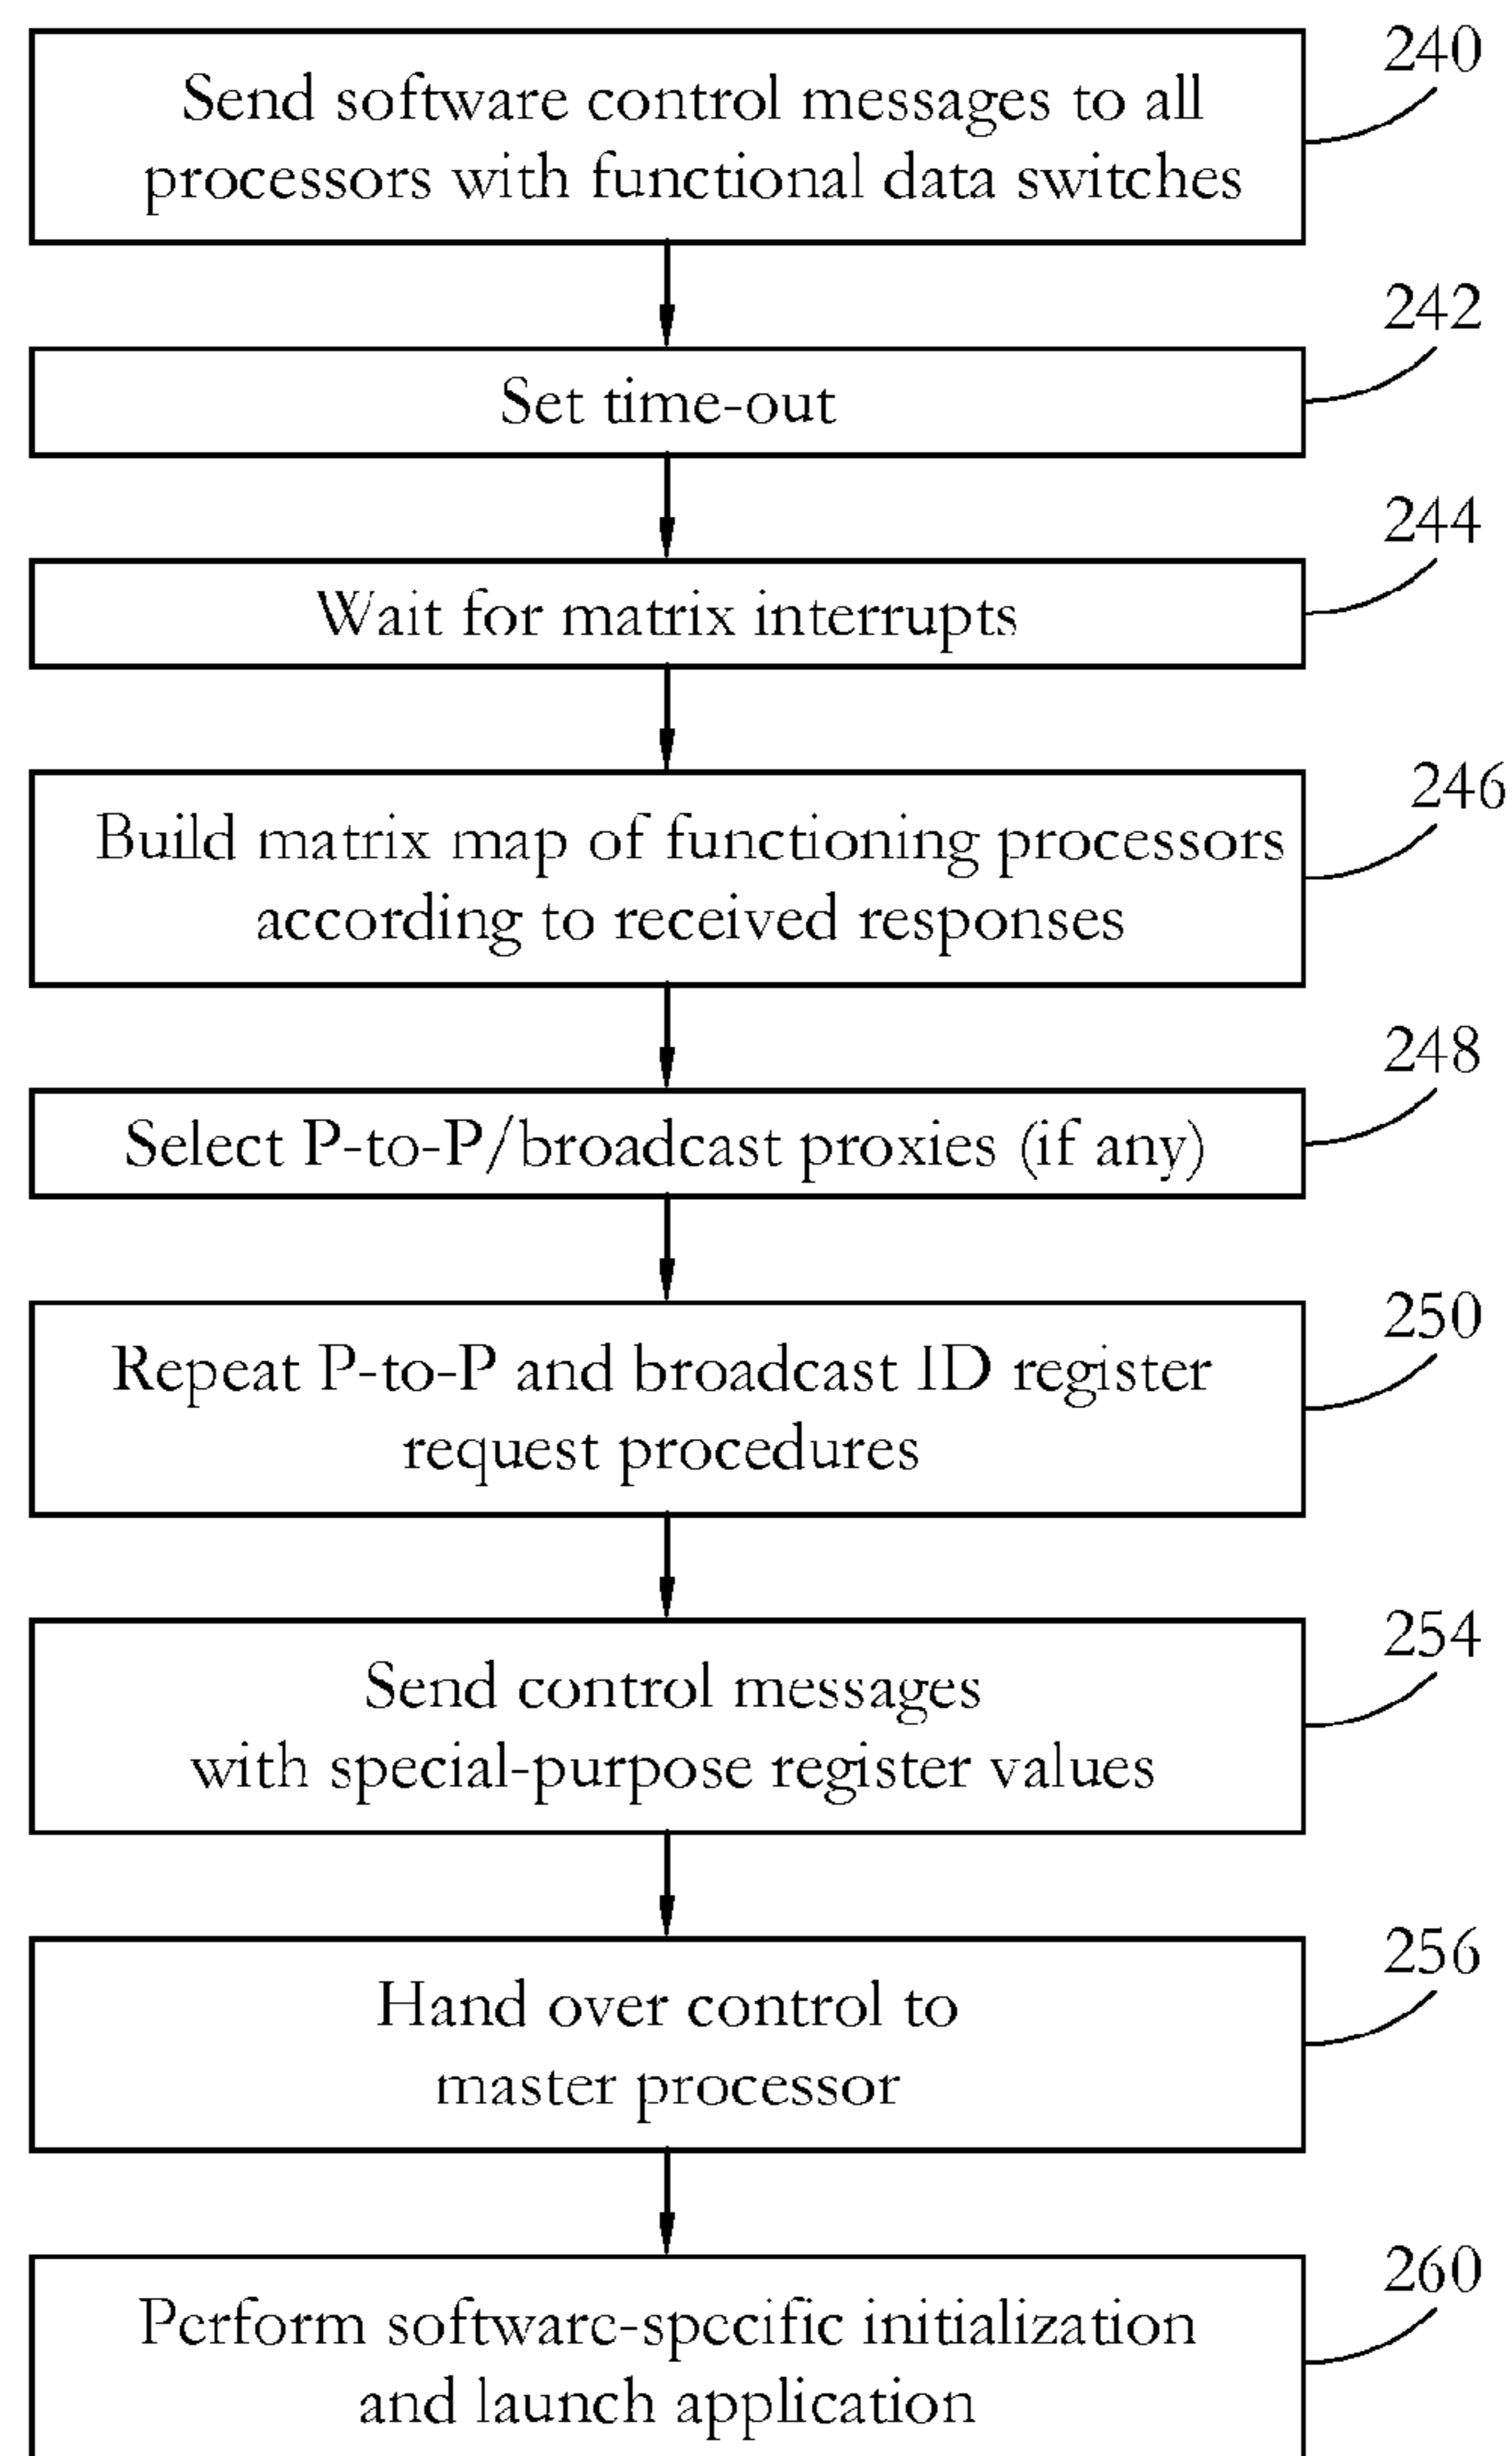 240
Send software control messages to all
processors with functional data switches
242
Set time-out
244
Wait for matrix interrupts
246
Build matrix map of functioning processors
according to received responses
248
Select P-to-P/broadcast proxies (if any)
250
Repeat P-to-P and broadcast ID register
request procedures
254
Send control messages
with special-purpose register values
256
Hand over control to
master processor
260
Perform software-specific initialization
and launch application